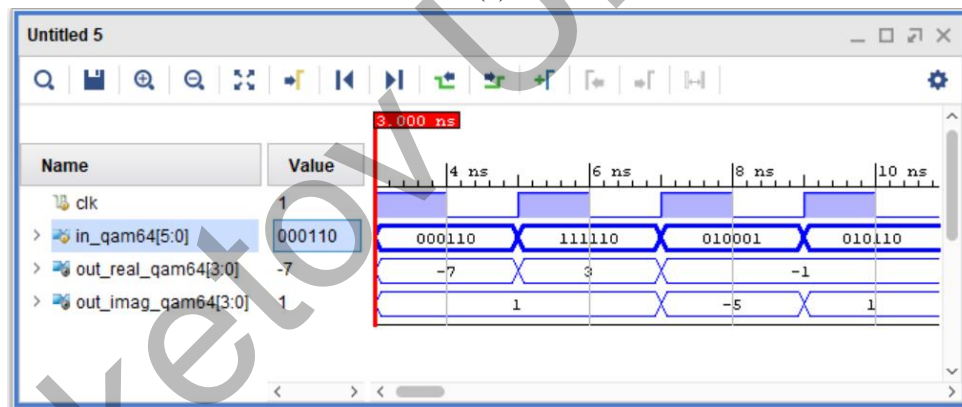 Untitled 5
3.000 ns
Name Value 4 ns 6 ns 8 ns 10 ns
clk 1
in_qam64[5:0] 000110 000110 111110 010001 010110
out_real_qam64[3:0] -7 -7 3 -1
out_imag_qam64[3:0] 1 1 -5 1